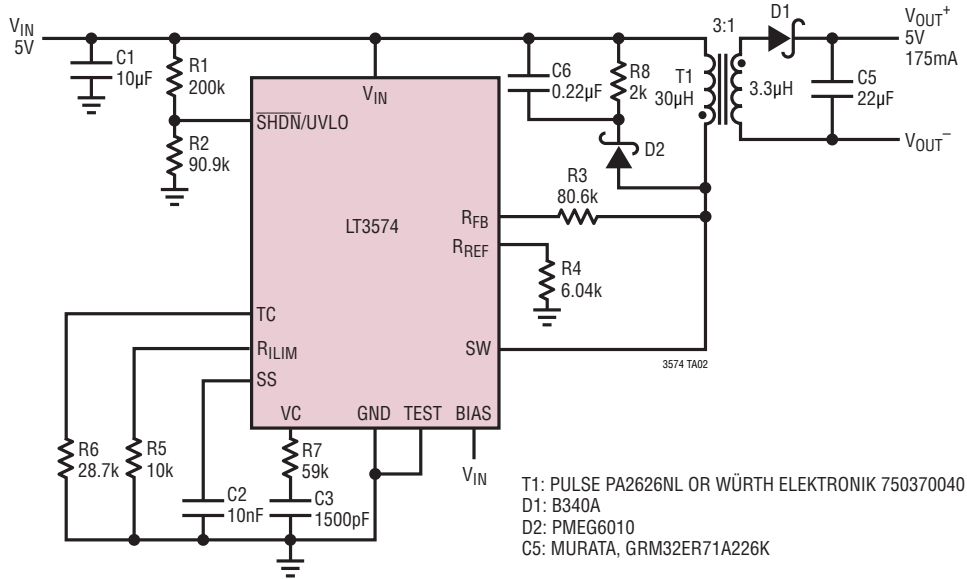 VIN
5V
C1
10µF
R1
200k
R2
90.9k
VIN
SHDN/UVLO
LT3574
C6
0.22µF
R8
2k
D2
T1
30µH
3:1
3.3µH
D1
C5
22µF
VOUT+
5V
175mA
VOUT–
R3
80.6k
RFB
RREF
R4
6.04k
TC
RILIM
SS
SW
3574 TA02
VC
GND
TEST
BIAS
R6
28.7k
R5
10k
C2
10nF
R7
59k
C3
1500pF
VIN
T1: PULSE PA2626NL OR WÜRTH ELEKTRONIK 750370040
D1: B340A
D2: PMEG6010
C5: MURATA, GRM32ER71A226K